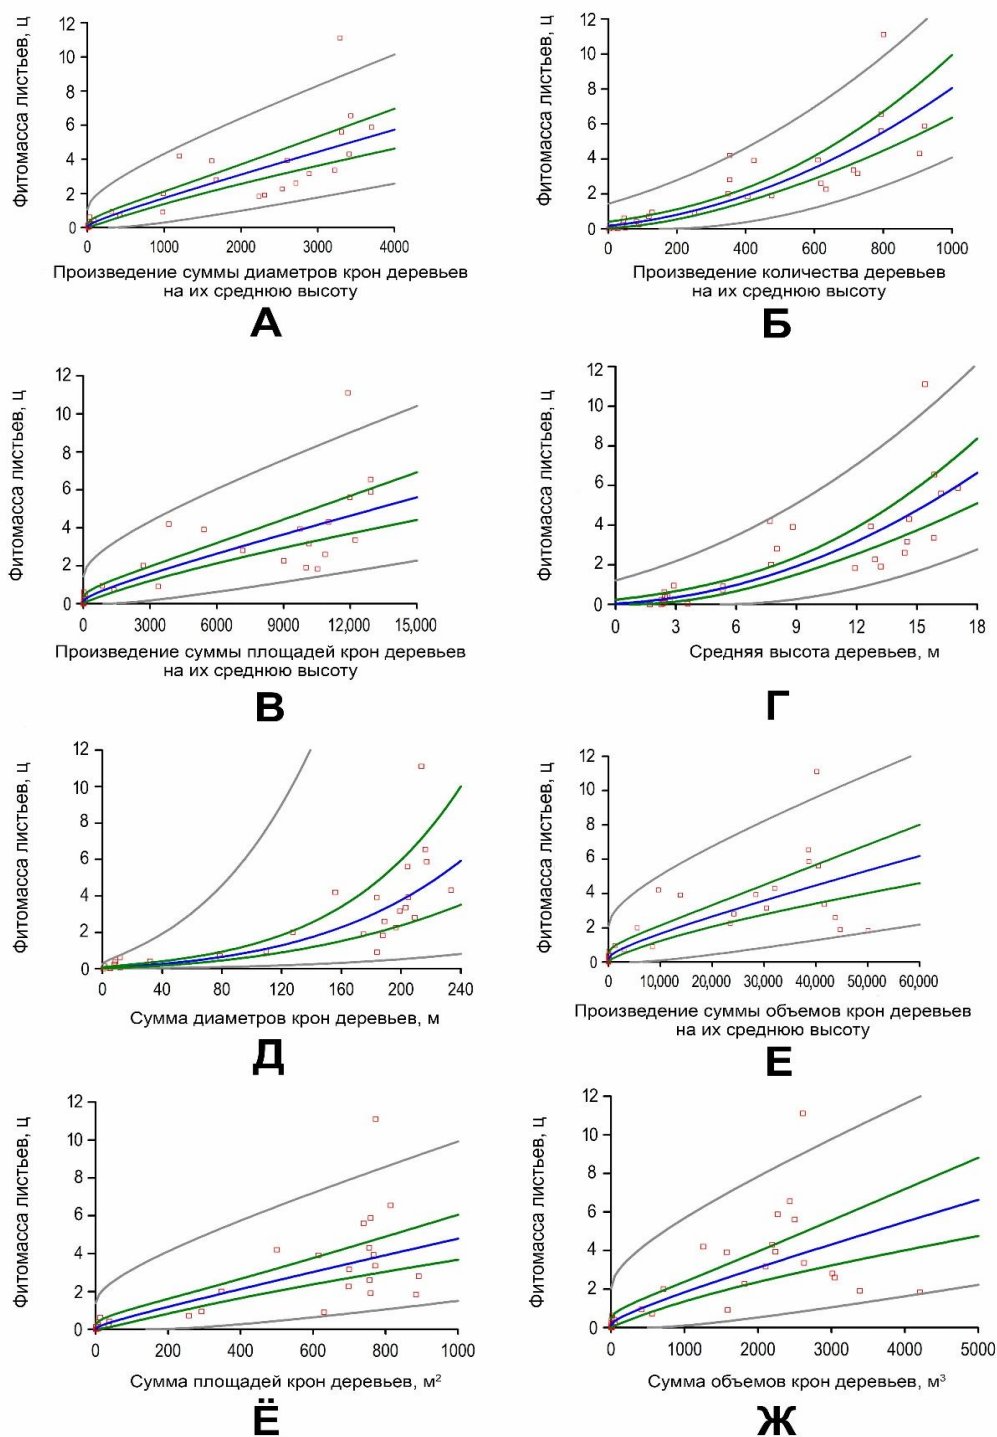 Фитомасса листьев, ц
12
10
8
6
4
2
0
0 1000 2000 3000 4000
Произведение суммы диаметров крон деревьев
на их среднюю высоту
А
Фитомасса листьев, ц
12
10
8
6
4
2
0
0 200 400 600 800 1000
Произведение количества деревьев
на их среднюю высоту
Б
Фитомасса листьев, ц
12
10
8
6
4
2
0
0 3000 6000 9000 12,000 15,000
Произведение суммы площадей крон деревьев
на их среднюю высоту
В
Фитомасса листьев, ц
12
10
8
6
4
2
0
0 3 6 9 12 15 18
Средняя высота деревьев, м
Г
Фитомасса листьев, ц
12
10
8
6
4
2
0
0 40 80 120 160 200 240
Сумма диаметров крон деревьев, м
Д
Фитомасса листьев, ц
12
10
8
6
4
2
0
0 10,000 20,000 30,000 40,000 50,000 60,000
Произведение суммы объемов крон деревьев
на их среднюю высоту
Е
Фитомасса листьев, ц
12
10
8
6
4
2
0
0 200 400 600 800 1000
Сумма площадей крон деревьев, м²
Ё
Фитомасса листьев, ц
12
10
8
6
4
2
0
0 1000 2000 3000 4000 5000
Сумма объемов крон деревьев, м³
Ж